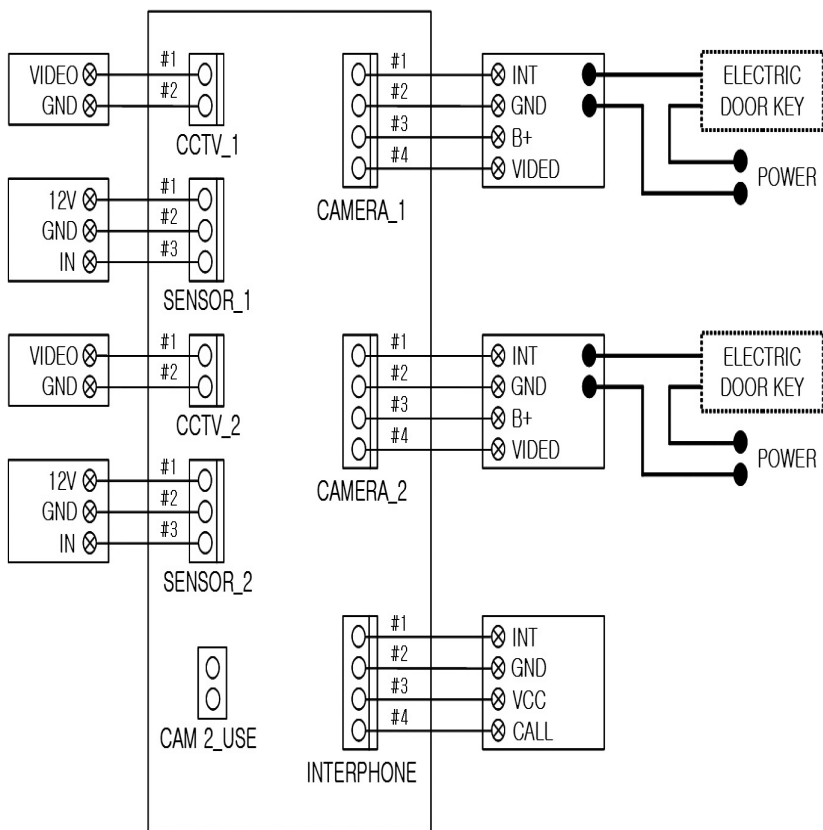 VIDEO
GND
#1
#2
CCTV_1
12V
GND
IN
#1
#2
#3
SENSOR_1
VIDEO
GND
#1
#2
CCTV_2
12V
GND
IN
#1
#2
#3
SENSOR_2
CAM 2_USE
#1
#2
#3
#4
CAMERA_1
INT
GND
B+
VIDED
ELECTRIC
DOOR KEY
POWER
#1
#2
#3
#4
CAMERA_2
INT
GND
B+
VIDED
ELECTRIC
DOOR KEY
POWER
#1
#2
#3
#4
INTERPHONE
INT
GND
VCC
CALL